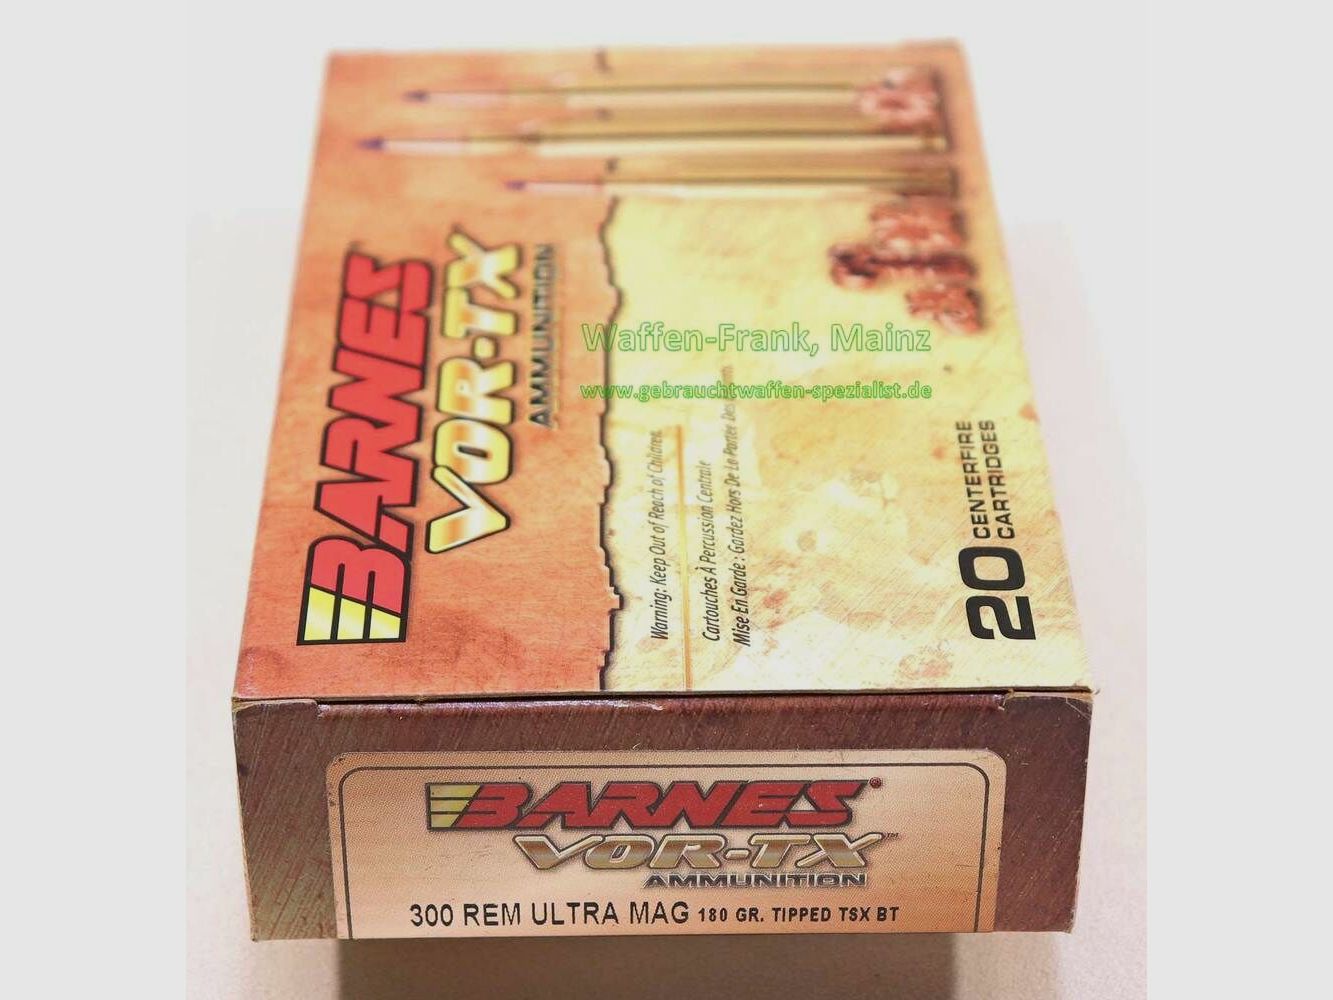 BARNES
VOR-TX
AMMUNITION
Waffen-Frank, Mainz
www.gebrauchtwaffen-spezialist.de
Warning: Keep Out of Reach of Children.
Cartouches À Percussion Centrale
Mise En Garde : Gardez Hors De La Portée Des
20 CENTERFIRE
CARTRIDGES
BARNES®
VOR-TX™
AMMUNITION
300 REM ULTRA MAG 180 GR. TIPPED TSX BT